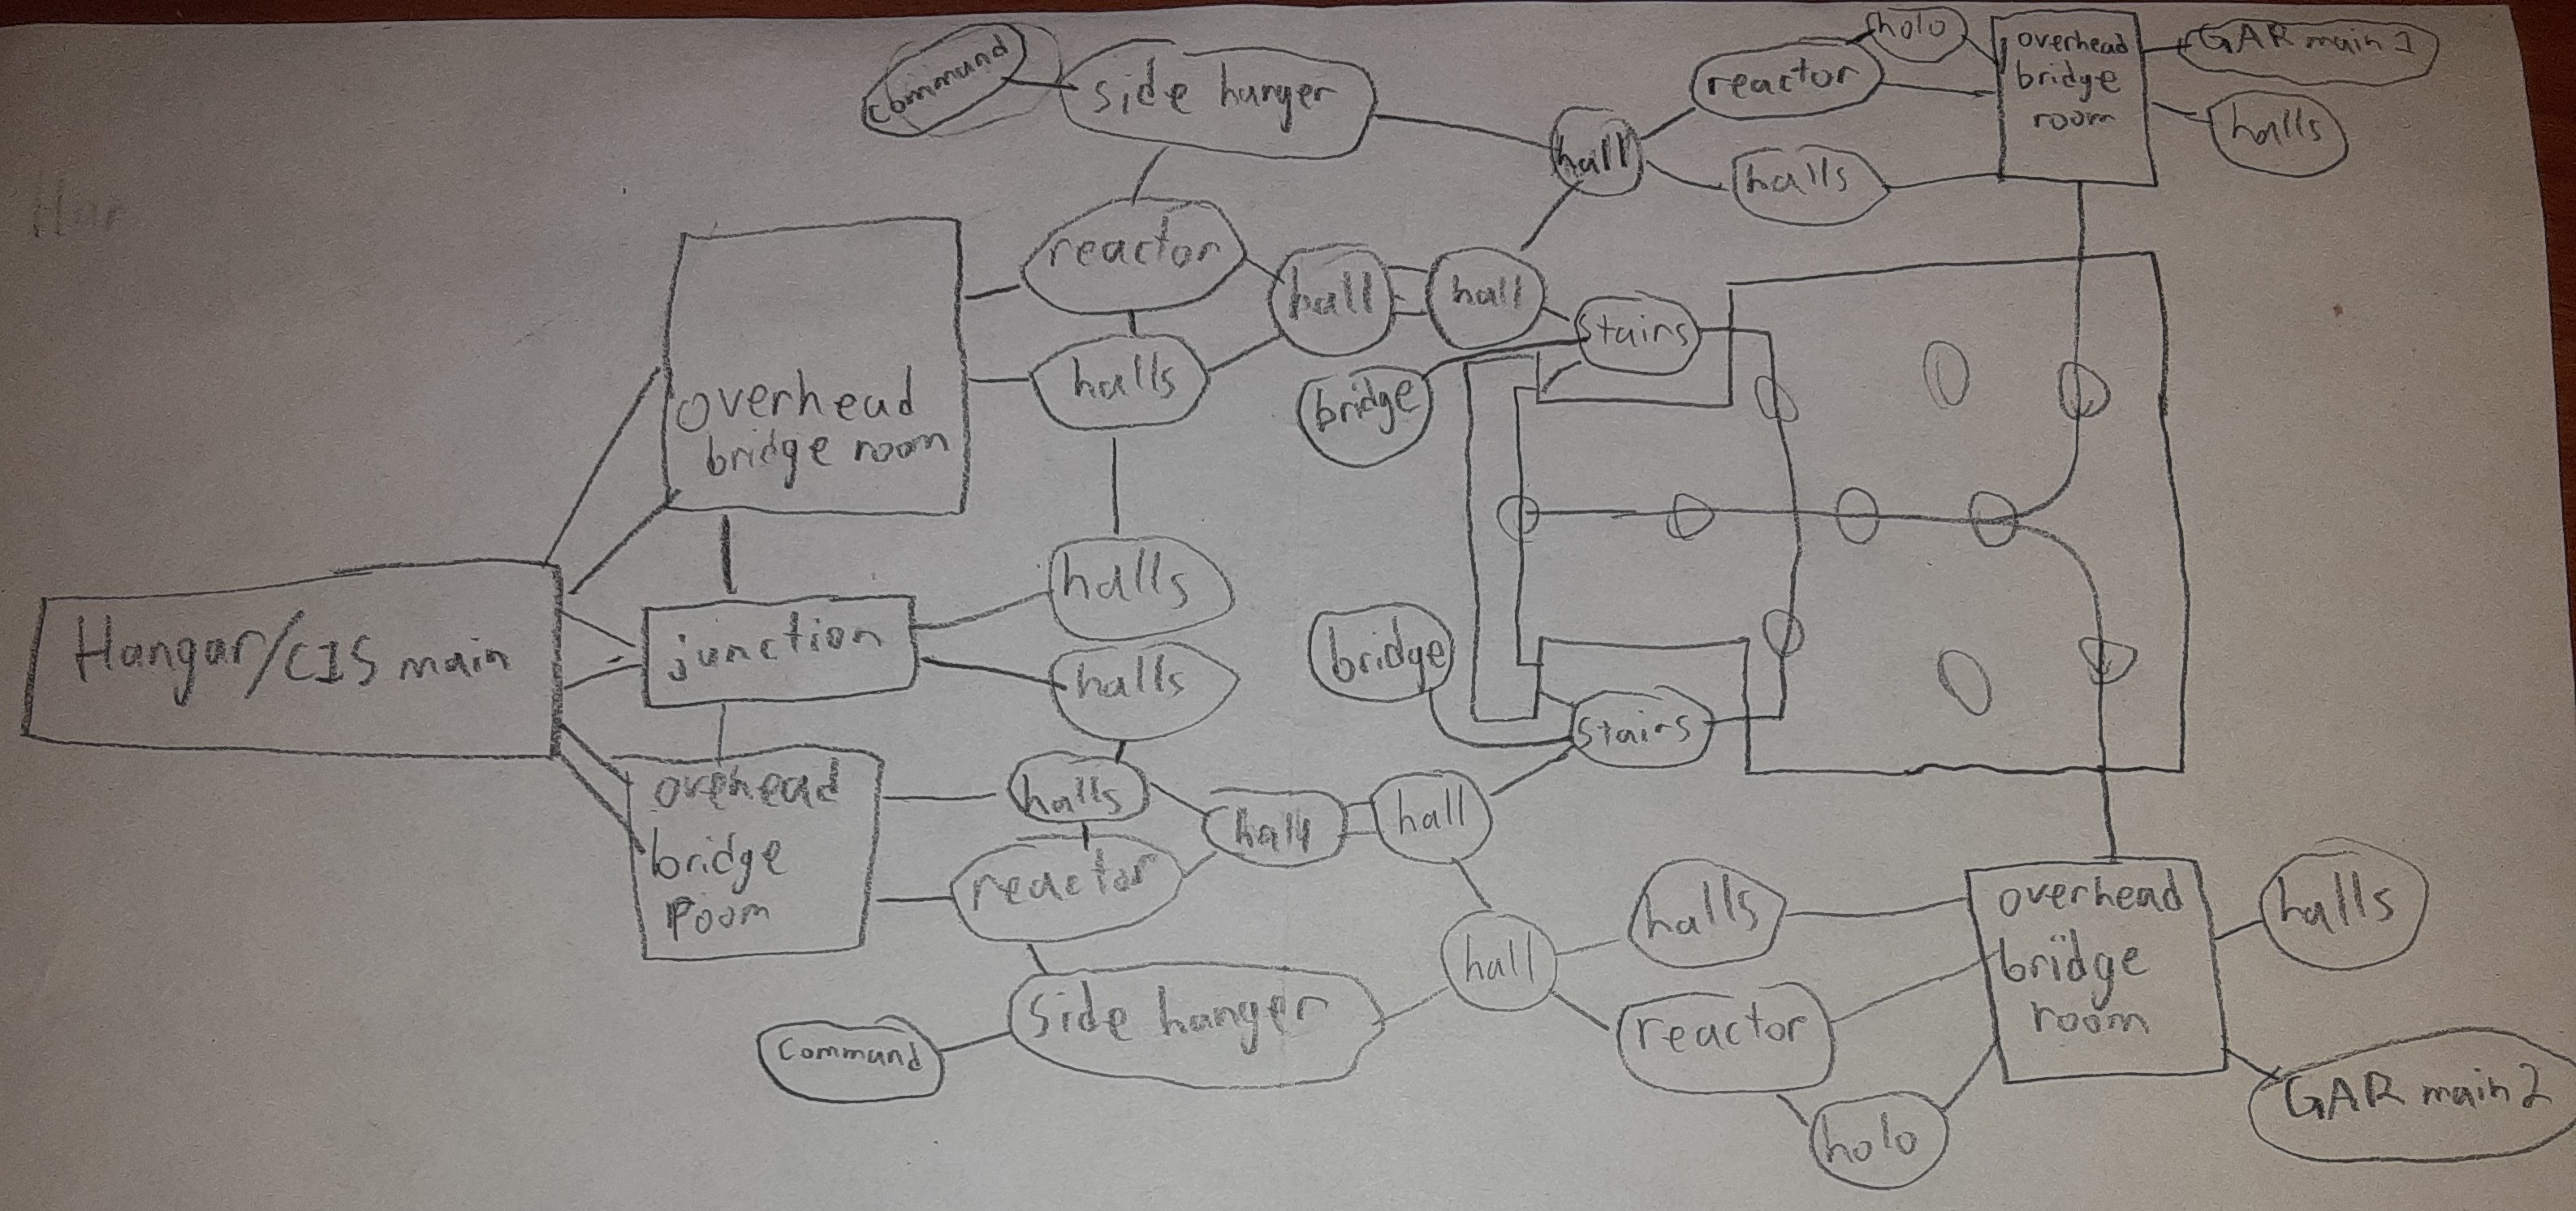 command
side hanger
hall
reactor
holo
overhead
bridge
room
GAR main 1
halls
halls
Har
reactor
hall
hall
stairs
overhead
bridge room
halls
bridge
halls
Hangar/CIS main
junction
halls
bridge
stairs
overhead
bridge
room
halls
hall
hall
reactor
halls
hall
overhead
bridge
room
halls
side hanger
command
reactor
holo
GAR main 2